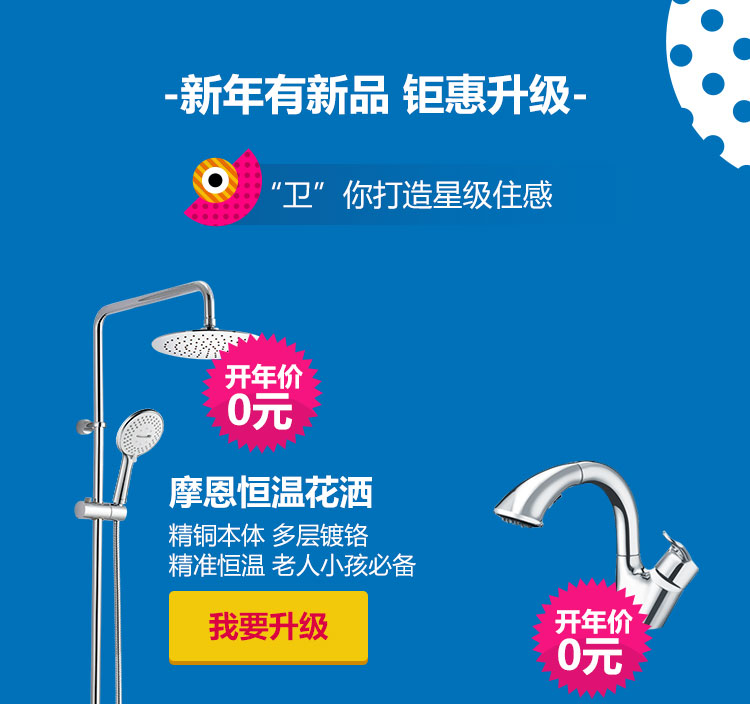 -新年有新品 钜惠升级-
“卫”你打造星级住感
开年价
0元
摩恩恒温花洒
精铜本体 多层镀铬
精准恒温 老人小孩必备
我要升级
开年价
0元